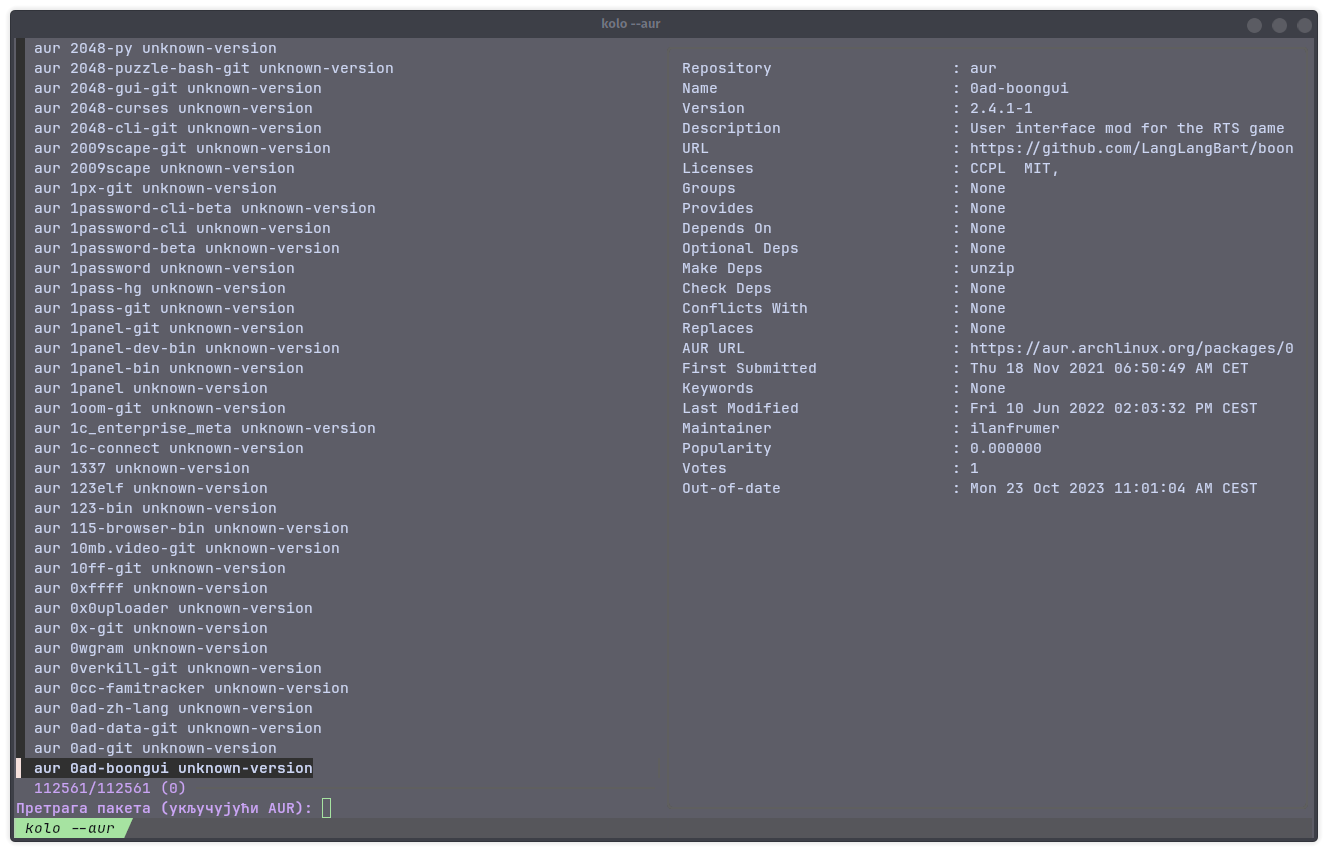 kolo --aur
aur 2048-py unknown-version
aur 2048-puzzle-bash-git unknown-version
aur 2048-gui-git unknown-version
aur 2048-curses unknown-version
aur 2048-cli-git unknown-version
aur 2009scape-git unknown-version
aur 2009scape unknown-version
aur 1px-git unknown-version
aur 1password-cli-beta unknown-version
aur 1password-cli unknown-version
aur 1password-beta unknown-version
aur 1password unknown-version
aur 1pass-hg unknown-version
aur 1pass-git unknown-version
aur 1panel-git unknown-version
aur 1panel-dev-bin unknown-version
aur 1panel-bin unknown-version
aur 1panel unknown-version
aur 1oom-git unknown-version
aur 1c_enterprise_meta unknown-version
aur 1c-connect unknown-version
aur 1337 unknown-version
aur 123elf unknown-version
aur 123-bin unknown-version
aur 115-browser-bin unknown-version
aur 10mb.video-git unknown-version
aur 10ff-git unknown-version
aur 0xffff unknown-version
aur 0x0uploader unknown-version
aur 0x-git unknown-version
aur 0wgram unknown-version
aur 0verkill-git unknown-version
aur 0cc-famitracker unknown-version
aur 0ad-zh-lang unknown-version
aur 0ad-data-git unknown-version
aur 0ad-git unknown-version
aur 0ad-boongui unknown-version
112561/112561 (0)
Претрага пакета (укључујући AUR):
kolo --aur
Repository : aur
Name : 0ad-boongui
Version : 2.4.1-1
Description : User interface mod for the RTS game
URL : https://github.com/LangLangBart/boon
Licenses : CCPL  MIT,
Groups : None
Provides : None
Depends On : None
Optional Deps : None
Make Deps : unzip
Check Deps : None
Conflicts With : None
Replaces : None
AUR URL : https://aur.archlinux.org/packages/0
First Submitted : Thu 18 Nov 2021 06:50:49 AM CET
Keywords : None
Last Modified : Fri 10 Jun 2022 02:03:32 PM CEST
Maintainer : ilanfrumer
Popularity : 0.000000
Votes : 1
Out-of-date : Mon 23 Oct 2023 11:01:04 AM CEST